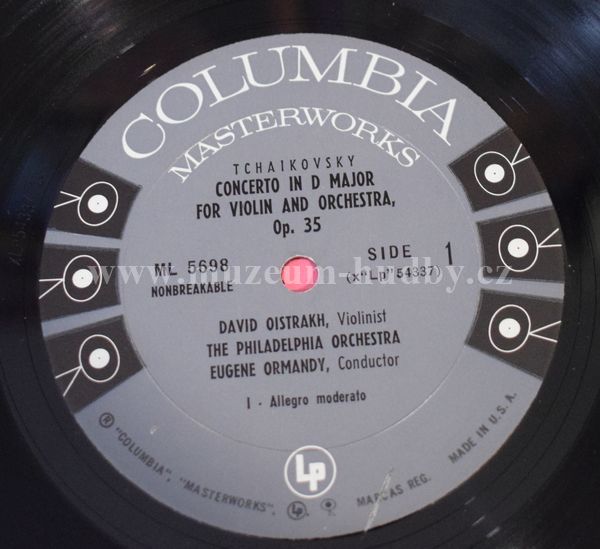 COLUMBIA
MASTERWORKS
TCHAIKOVSKY
CONCERTO IN D MAJOR
FOR VIOLIN AND ORCHESTRA,
Op. 35
ML 5698
NONBREAKABLE
SIDE 1
(x"Lp"54337)
www.muzeum-hudby.cz
DAVID OISTRAKH, Violinist
THE PHILADELPHIA ORCHESTRA
EUGENE ORMANDY, Conductor
I - Allegro moderato
Lp
® "COLUMBIA", "MASTERWORKS", MARCAS REG. MADE IN U.S.A.